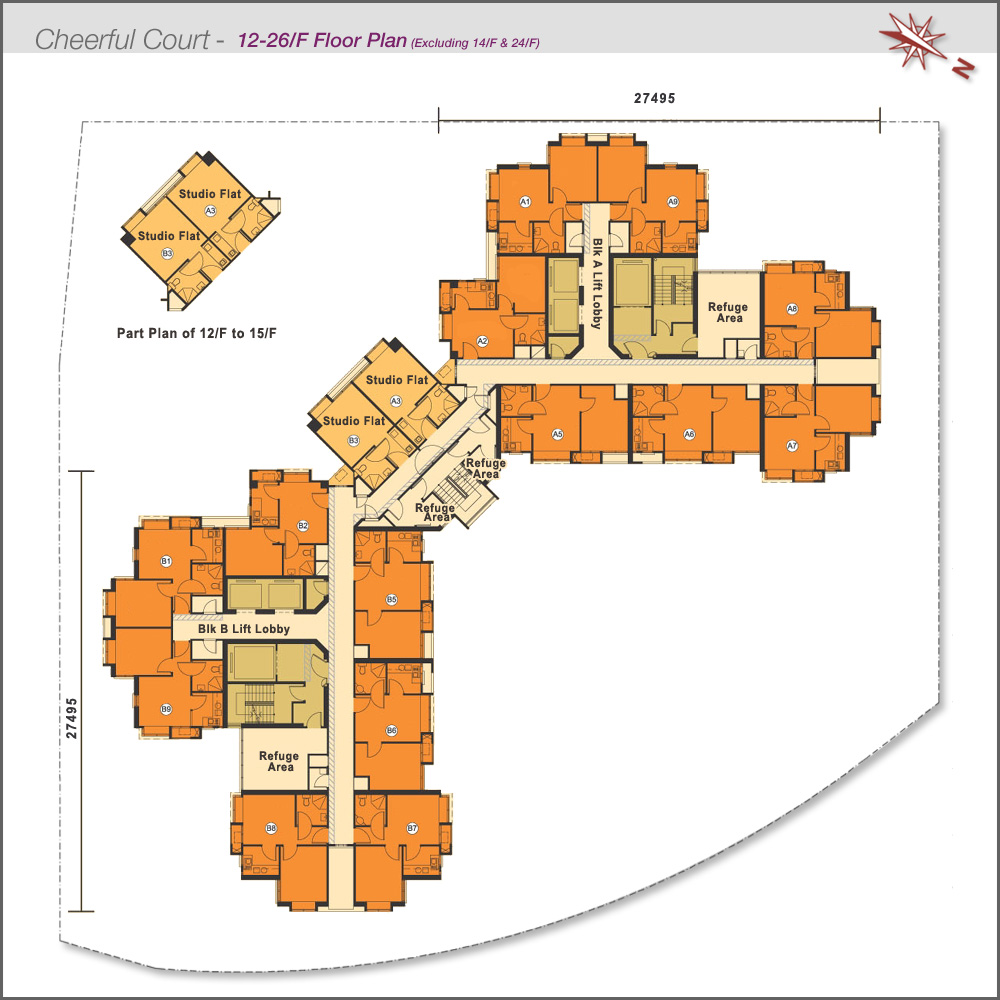 Cheerful Court - 12-26/F Floor Plan (Excluding 14/F & 24/F)
N
27495
Studio Flat
A3
Studio Flat
B3
Part Plan of 12/F to 15/F
A1
A9
Blk A Lift Lobby
Refuge
Area
A8
A2
Studio Flat
A3
Studio Flat
B3
A5
A6
A7
Refuge
Area
Refuge
Area
27495
B2
B1
B5
Blk B Lift Lobby
B9
B6
Refuge
Area
B8
B7